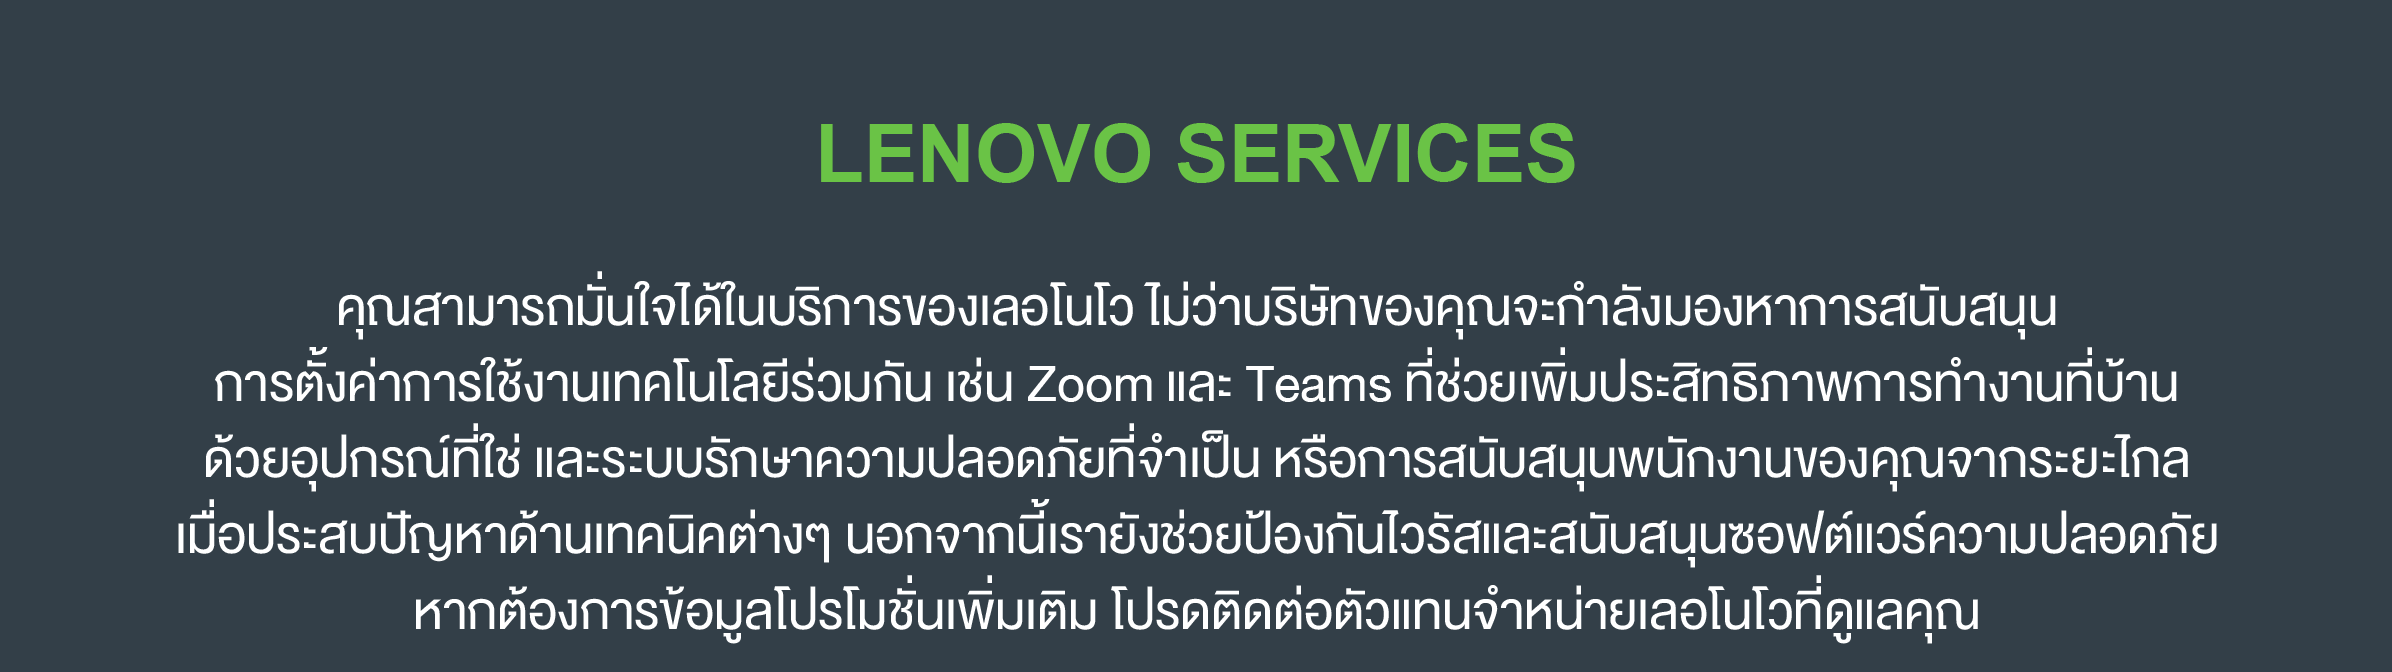 LENOVO SERVICES
คุณสามารถมั่นใจได้ในบริการของเลอโนโว ไม่ว่าบริษัทของคุณจะกำลังมองหาการสนับสนุน
การตั้งค่าการใช้งานเทคโนโลยีร่วมกัน เช่น Zoom และ Teams ที่ช่วยเพิ่มประสิทธิภาพการทำงานที่บ้าน
ด้วยอุปกรณ์ที่ใช่ และระบบรักษาความปลอดภัยที่จำเป็น หรือการสนับสนุนพนักงานของคุณจากระยะไกล
เมื่อประสบปัญหาด้านเทคนิคต่างๆ นอกจากนี้เรายังช่วยป้องกันไวรัสและสนับสนุนซอฟต์แวร์ความปลอดภัย
หากต้องการข้อมูลโปรโมชั่นเพิ่มเติม โปรดติดต่อตัวแทนจำหน่ายเลอโนโวที่ดูแลคุณ